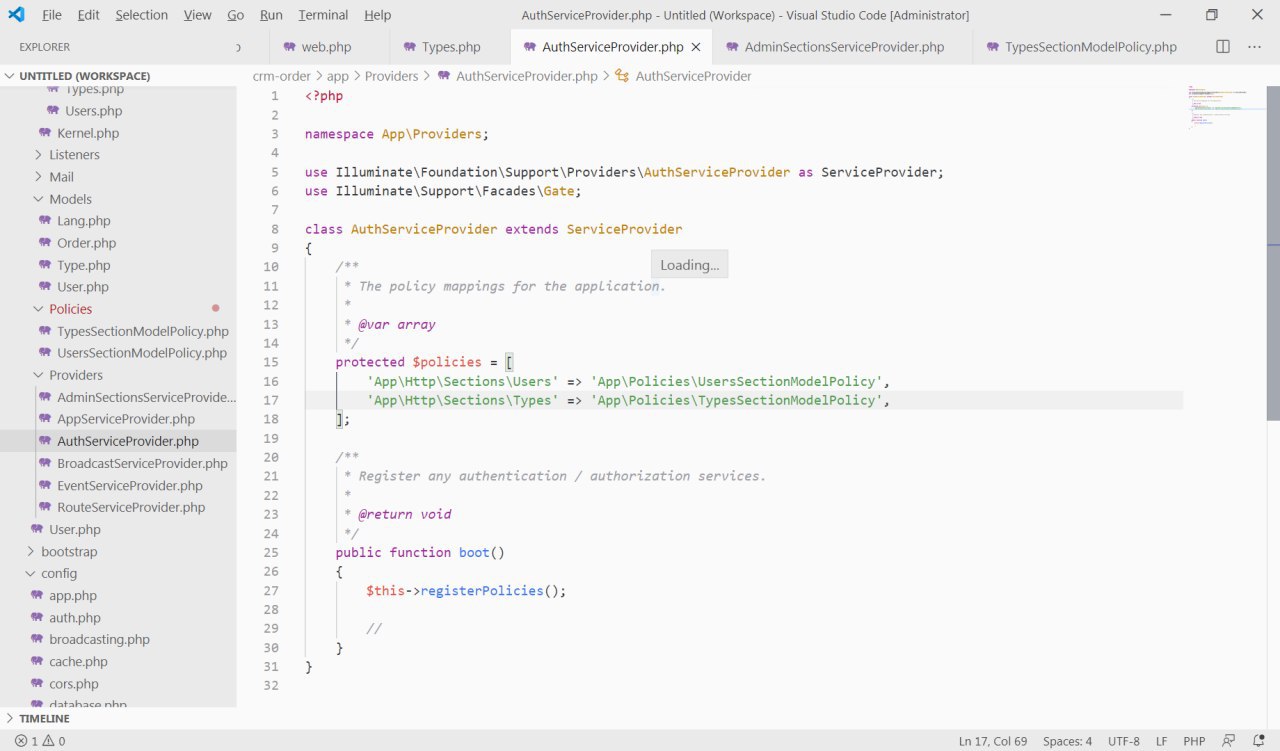 File Edit Selection View Go Run Terminal Help AuthServiceProvider.php - Untitled (Workspace) - Visual Studio Code [Administrator]
EXPLORER
web.php Types.php AuthServiceProvider.php AdminSectionsServiceProvider.php TypesSectionModelPolicy.php
UNTITLED (WORKSPACE)
Types.php
Users.php
Kernel.php
Listeners
Mail
Models
Lang.php
Order.php
Type.php
User.php
Policies
TypesSectionModelPolicy.php
UsersSectionModelPolicy.php
Providers
AdminSectionsServiceProvide...
AppServiceProvider.php
AuthServiceProvider.php
BroadcastServiceProvider.php
EventServiceProvider.php
RouteServiceProvider.php
User.php
bootstrap
config
app.php
auth.php
broadcasting.php
cache.php
cors.php
database.php
TIMELINE
crm-order > app > Providers > AuthServiceProvider.php > AuthServiceProvider
1 <?php
2
3 namespace App\Providers;
4
5 use Illuminate\Foundation\Support\Providers\AuthServiceProvider as ServiceProvider;
6 use Illuminate\Support\Facades\Gate;
7
8 class AuthServiceProvider extends ServiceProvider
9 {
10 /**
11 * The policy mappings for the application.
12 *
13 * @var array
14 */
15 protected $policies = [
16 'App\Http\Sections\Users' => 'App\Policies\UsersSectionModelPolicy',
17 'App\Http\Sections\Types' => 'App\Policies\TypesSectionModelPolicy',
18 ];
19
20 /**
21 * Register any authentication / authorization services.
22 *
23 * @return void
24 */
25 public function boot()
26 {
27 $this->registerPolicies();
28
29 //
30 }
31 }
32
Loading...
1 0 Ln 17, Col 69 Spaces: 4 UTF-8 LF PHP